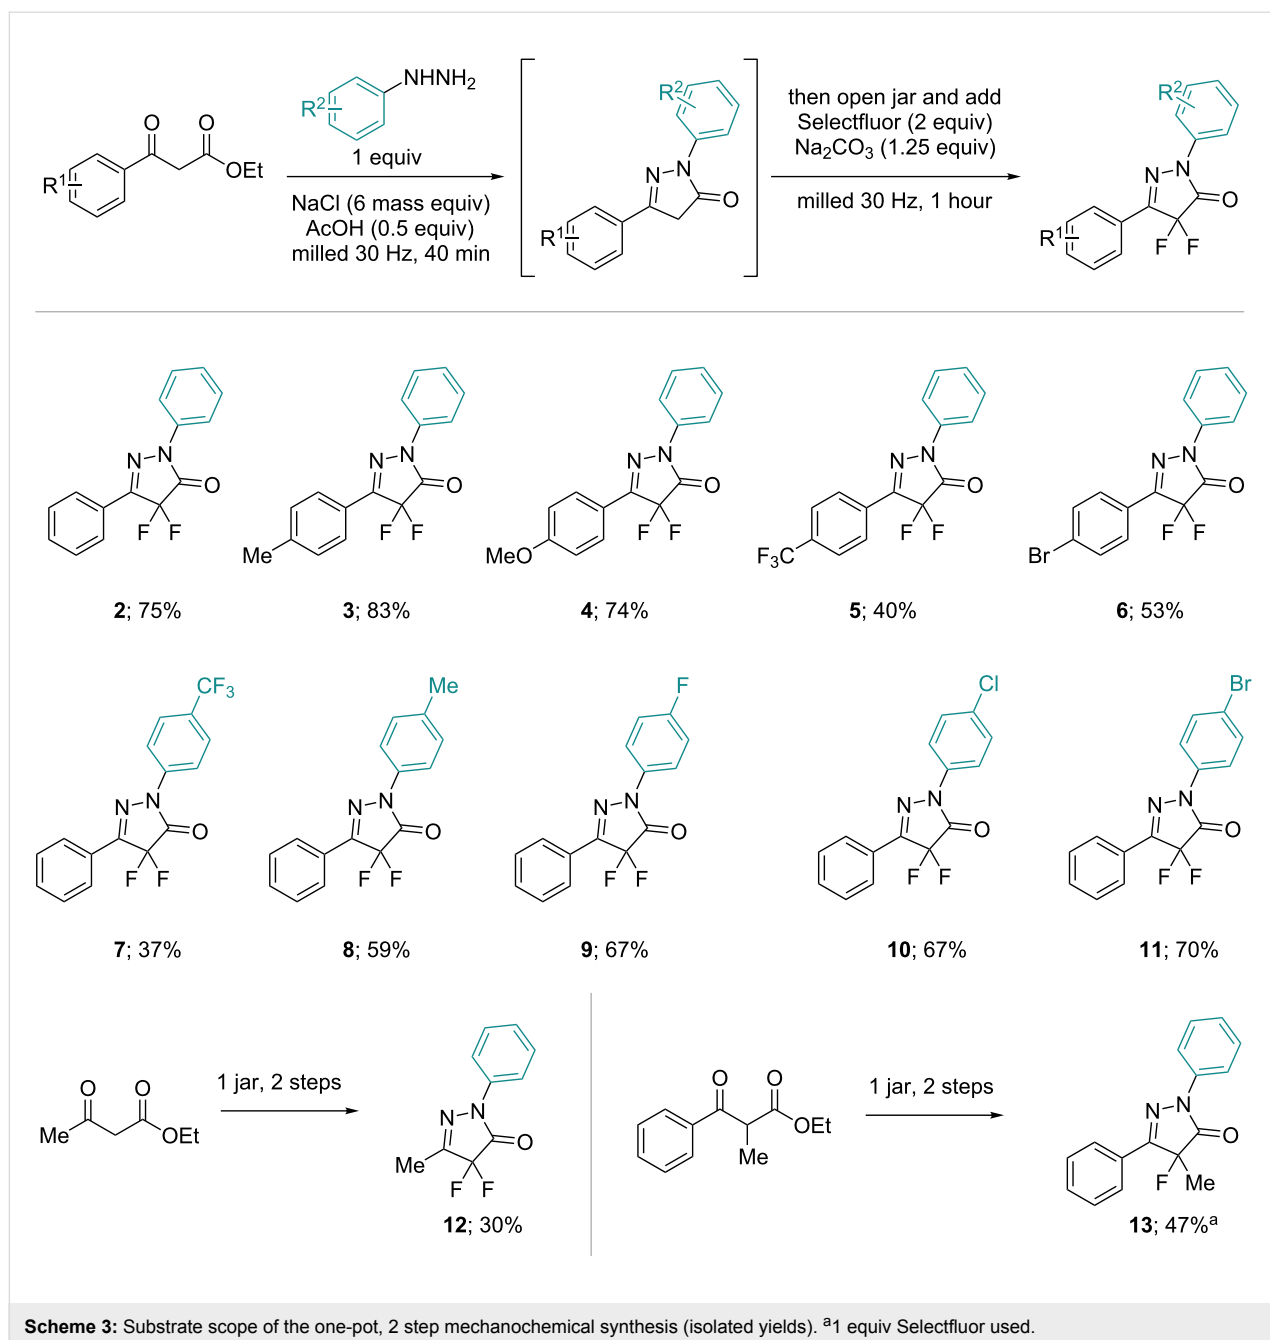 NHNH2
R2
1 equiv
NaCl (6 mass equiv)
AcOH (0.5 equiv)
milled 30 Hz, 40 min
O O
OEt
R1
R2
N N
O
R1
then open jar and add
Selectfluor (2 equiv)
Na2CO3 (1.25 equiv)
milled 30 Hz, 1 hour
R2
N N
O
R1
F F
N N
O
F F
N N
O
F F
Me
N N
O
F F
MeO
N N
O
F F
F3C
N N
O
F F
Br
2; 75%
3; 83%
4; 74%
5; 40%
6; 53%
CF3
N N
O
F F
Me
N N
O
F F
F
N N
O
F F
Cl
N N
O
F F
Br
N N
O
F F
7; 37%
8; 59%
9; 67%
10; 67%
11; 70%
O O
Me OEt
1 jar, 2 steps
N N
O
Me
F F
12; 30%
O O
OEt
Me
1 jar, 2 steps
N N
O
F Me
13; 47%a
Scheme 3: Substrate scope of the one-pot, 2 step mechanochemical synthesis (isolated yields). a1 equiv Selectfluor used.